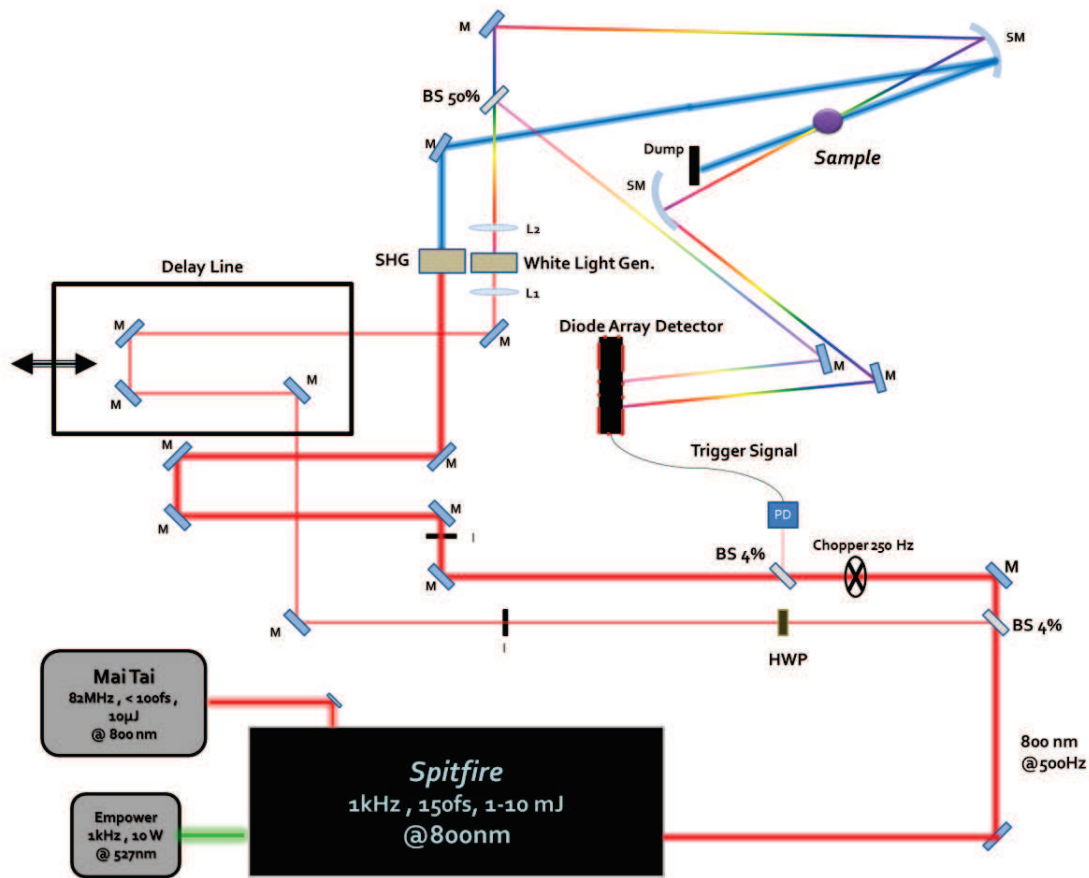 M
SM
BS 50%
M
Dump
Sample
SM
L2
SHG
White Light Gen.
Delay Line
L1
M
M
Diode Array Detector
M
M
M
M
M
M
Trigger Signal
M
M
PD
M
I
BS 4%
Chopper 250 Hz
M
M
BS 4%
M
I
HWP
Mai Tai
82MHz , < 100fs ,
10µJ
@ 800 nm
Spitfire
1kHz , 150fs, 1-10 mJ
@800nm
800 nm
@500Hz
Empower
1kHz , 10 W
@ 527nm
M